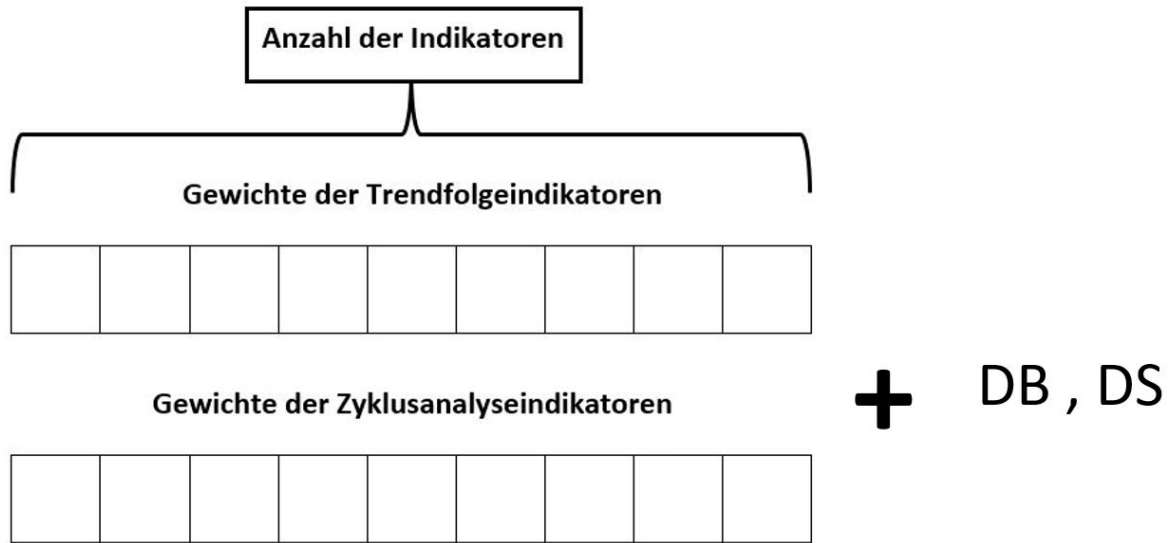 Anzahl der Indikatoren
Gewichte der Trendfolgeindikatoren
Gewichte der Zyklusanalyseindikatoren
+ DB , DS